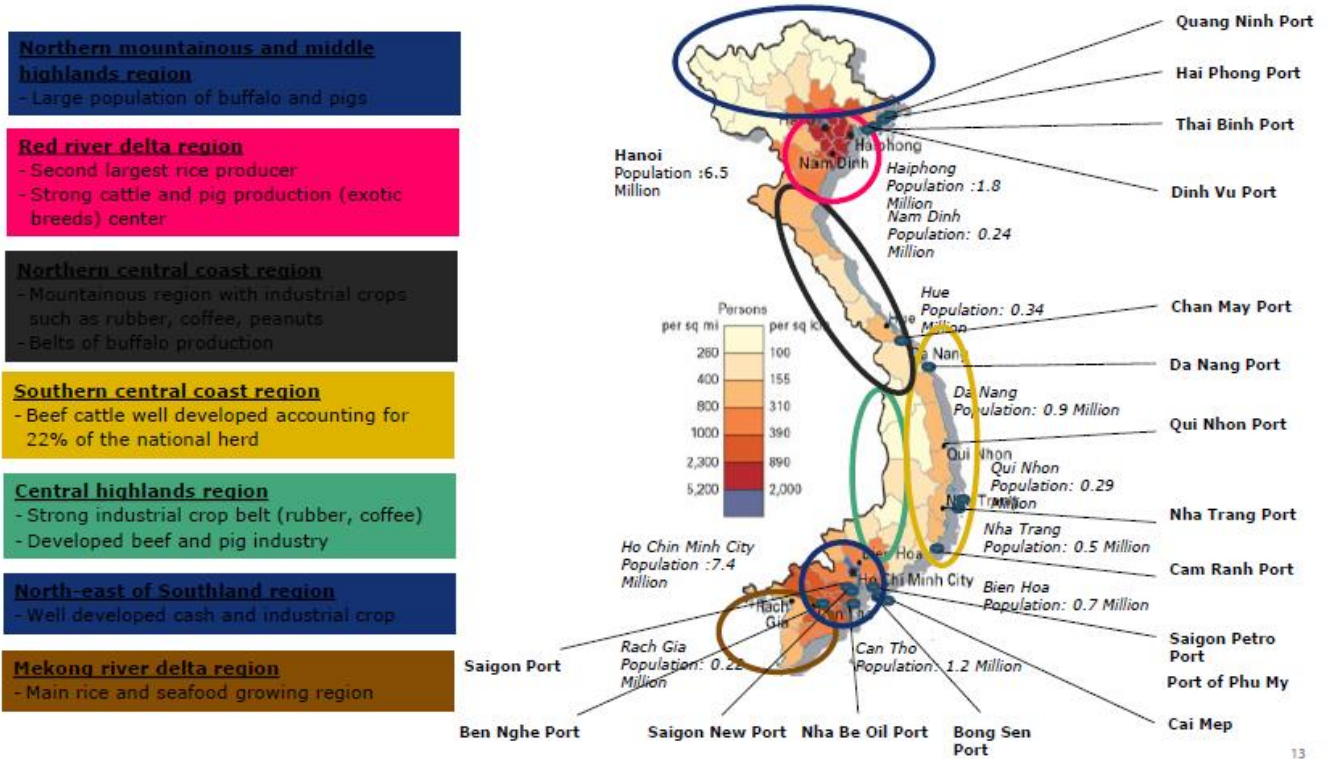 Northern mountainous and middle
highlands region
- Large population of buffalo and pigs
Red river delta region
- Second largest rice producer
- Strong cattle and pig production (exotic
breeds) center
Northern central coast region
- Mountainous region with industrial crops
such as rubber, coffee, peanuts
- Belts of buffalo production
Southern central coast region
- Beef cattle well developed accounting for
22% of the national herd
Central highlands region
- Strong industrial crop belt (rubber, coffee)
- Developed beef and pig industry
North-east of Southland region
- Well developed cash and industrial crop
Mekong river delta region
- Main rice and seafood growing region
Quang Ninh Port
Hai Phong Port
Thai Binh Port
Dinh Vu Port
Hanoi
Population :6.5
Million
Haiphong
Nam Dinh
Haiphong
Population :1.8
Million
Nam Dinh
Population: 0.24
Million
Hue
Population: 0.34
Million
Hue
Chan May Port
Persons
per sq mi
per sq km
260
100
400
155
800
310
1000
390
2,300
890
5,200
2,000
Da Nang
Da Nang Port
Da Nang
Population: 0.9 Million
Qui Nhon Port
Qui Nhon
Qui Nhon
Population: 0.29
Million
Nha Trang
Nha Trang Port
Nha Trang
Population: 0.5 Million
Cam Ranh Port
Ho Chin Minh City
Population :7.4
Million
Bien Hoa
Ho Chi Minh City
Bien Hoa
Population: 0.7 Million
Rach
Gia
Saigon Petro
Port
Port of Phu My
Rach Gia
Population: 0.22
Million
Can Tho
Population: 1.2 Million
Saigon Port
Cai Mep
Ben Nghe Port
Saigon New Port
Nha Be Oil Port
Bong Sen
Port
13